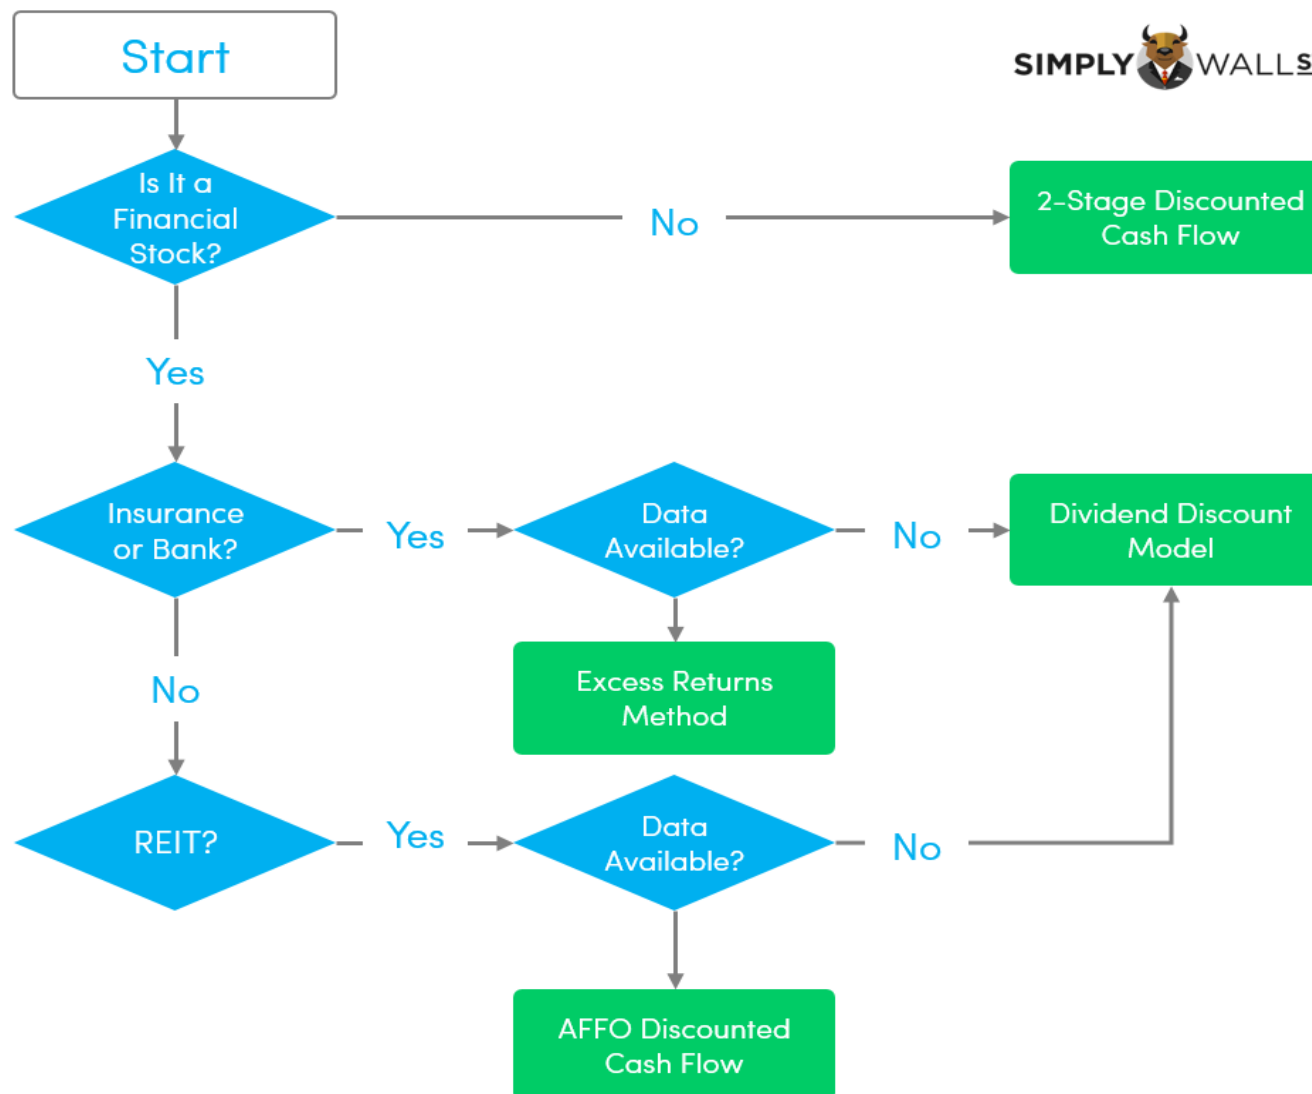 Start
SIMPLY WALL S
Is It a
Financial
Stock?
No
2-Stage Discounted
Cash Flow
Yes
Insurance
or Bank?
Yes
Data
Available?
No
Dividend Discount
Model
Excess Returns
Method
No
REIT?
Yes
Data
Available?
No
AFFO Discounted
Cash Flow